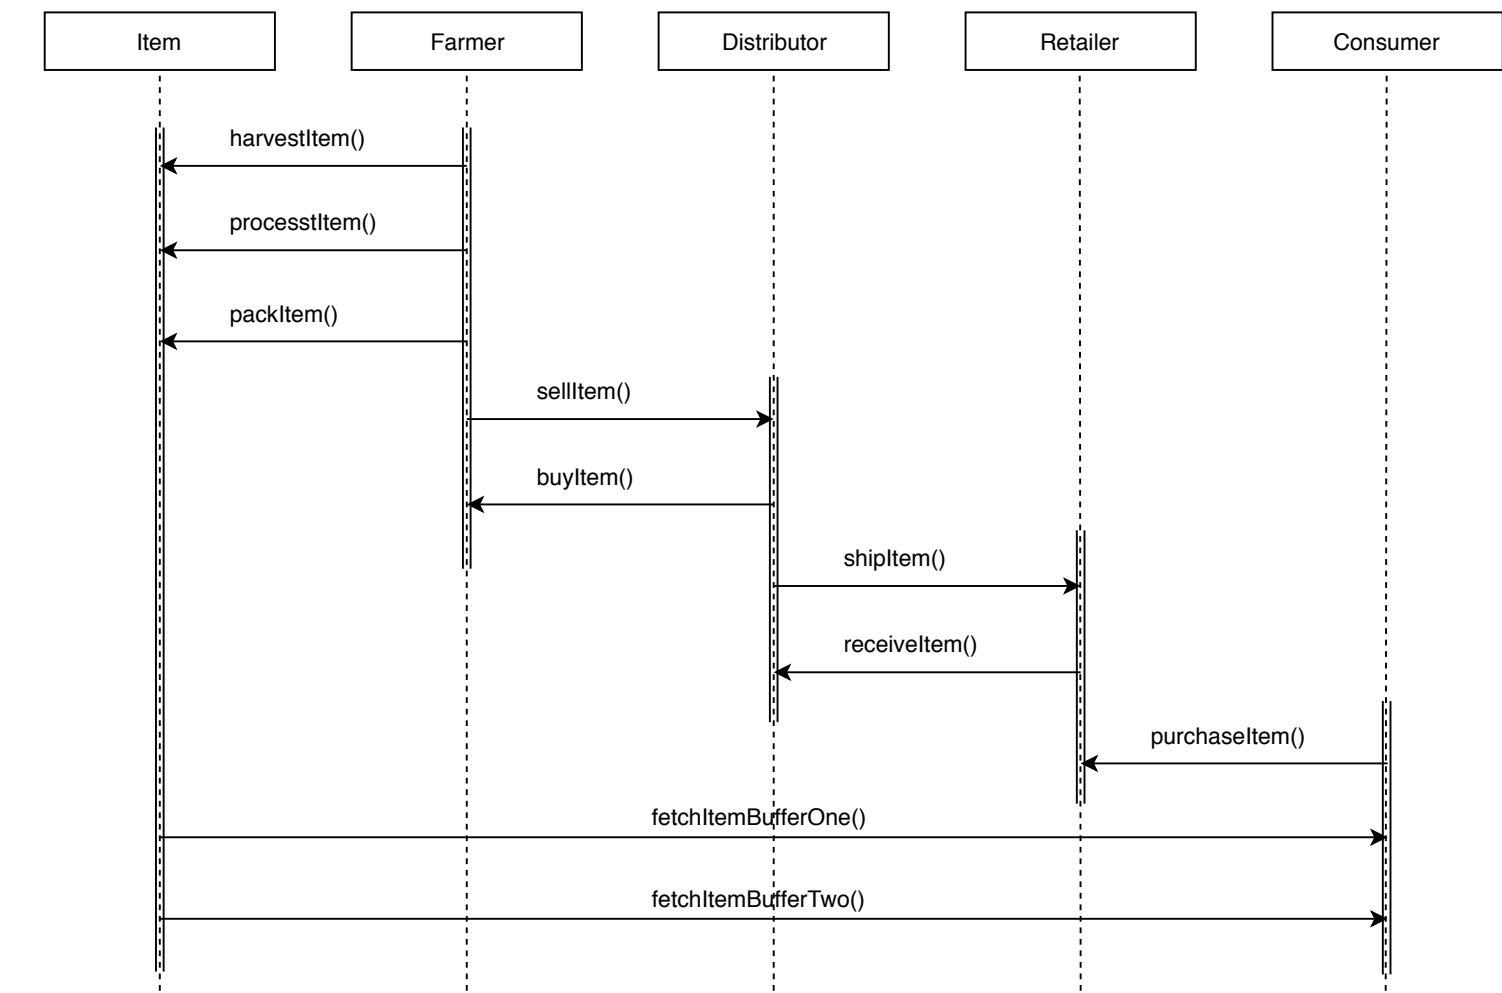 Item
Farmer
Distributor
Retailer
Consumer
harvestItem()
processtItem()
packItem()
sellItem()
buyItem()
shipItem()
receiveItem()
purchaseItem()
fetchItemBufferOne()
fetchItemBufferTwo()